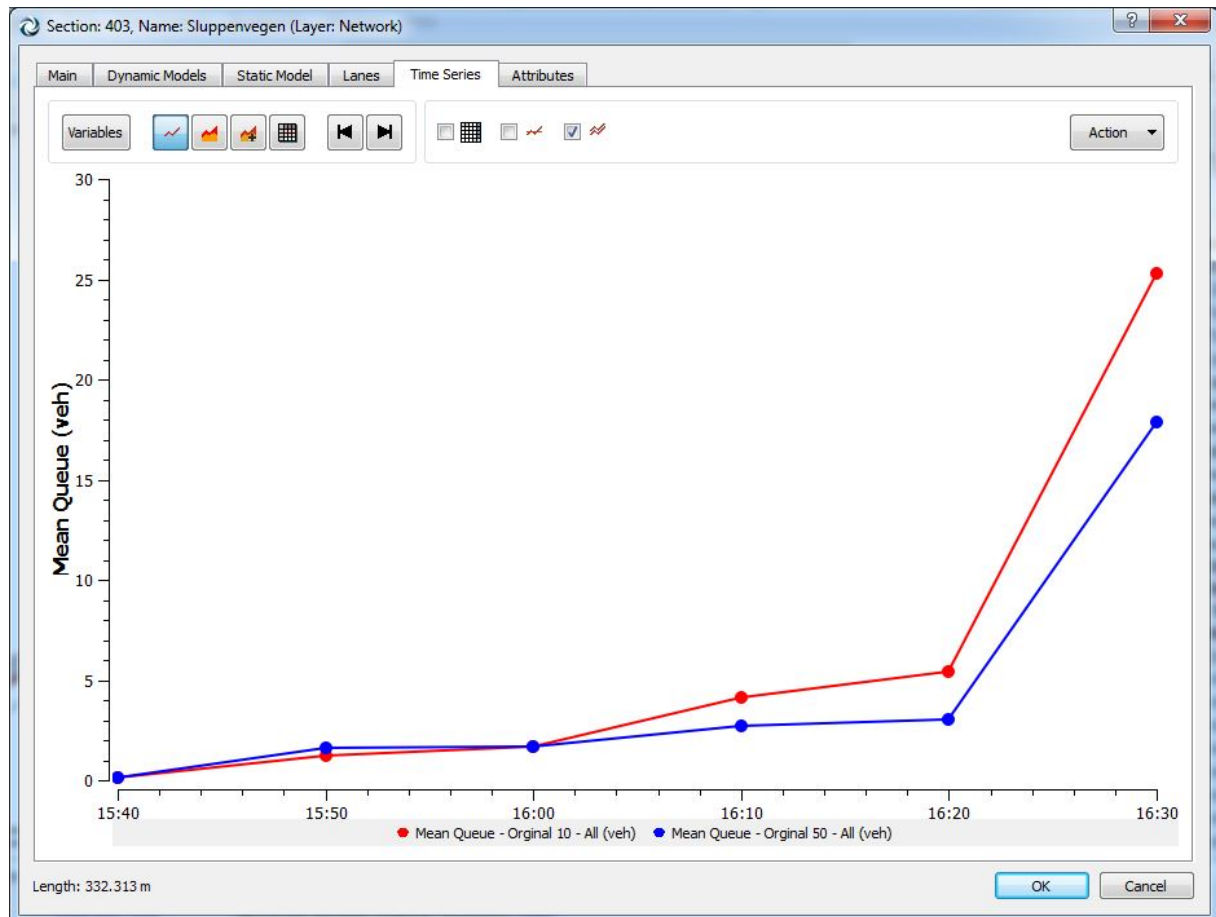 Section: 403, Name: Sluppenvegen (Layer: Network)
Main Dynamic Models Static Model Lanes Time Series Attributes
Variables Action
30
25
20
15
10
5
0
Mean Queue (veh)
15:40 15:50 16:00 16:10 16:20 16:30
Mean Queue - Orginal 10 - All (veh) Mean Queue - Orginal 50 - All (veh)
Length: 332.313 m OK Cancel